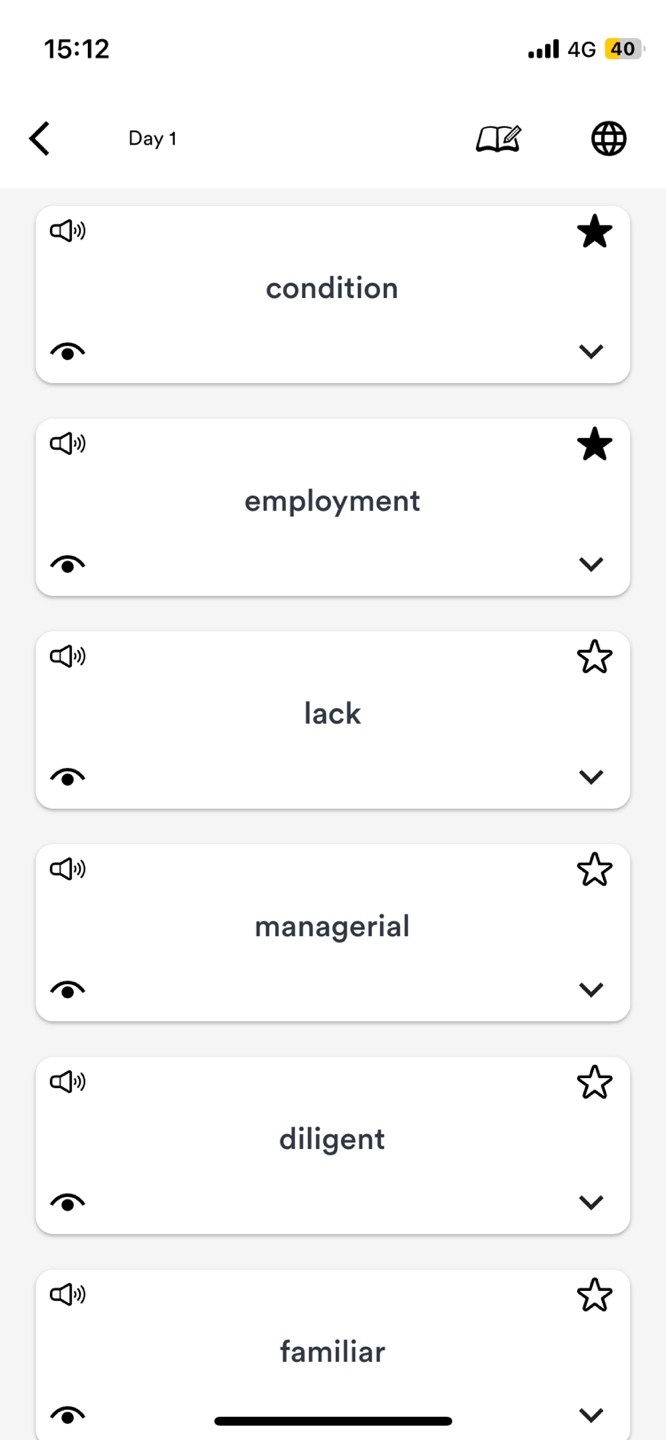 15:12
4G 40
Day 1
condition
employment
lack
managerial
diligent
familiar